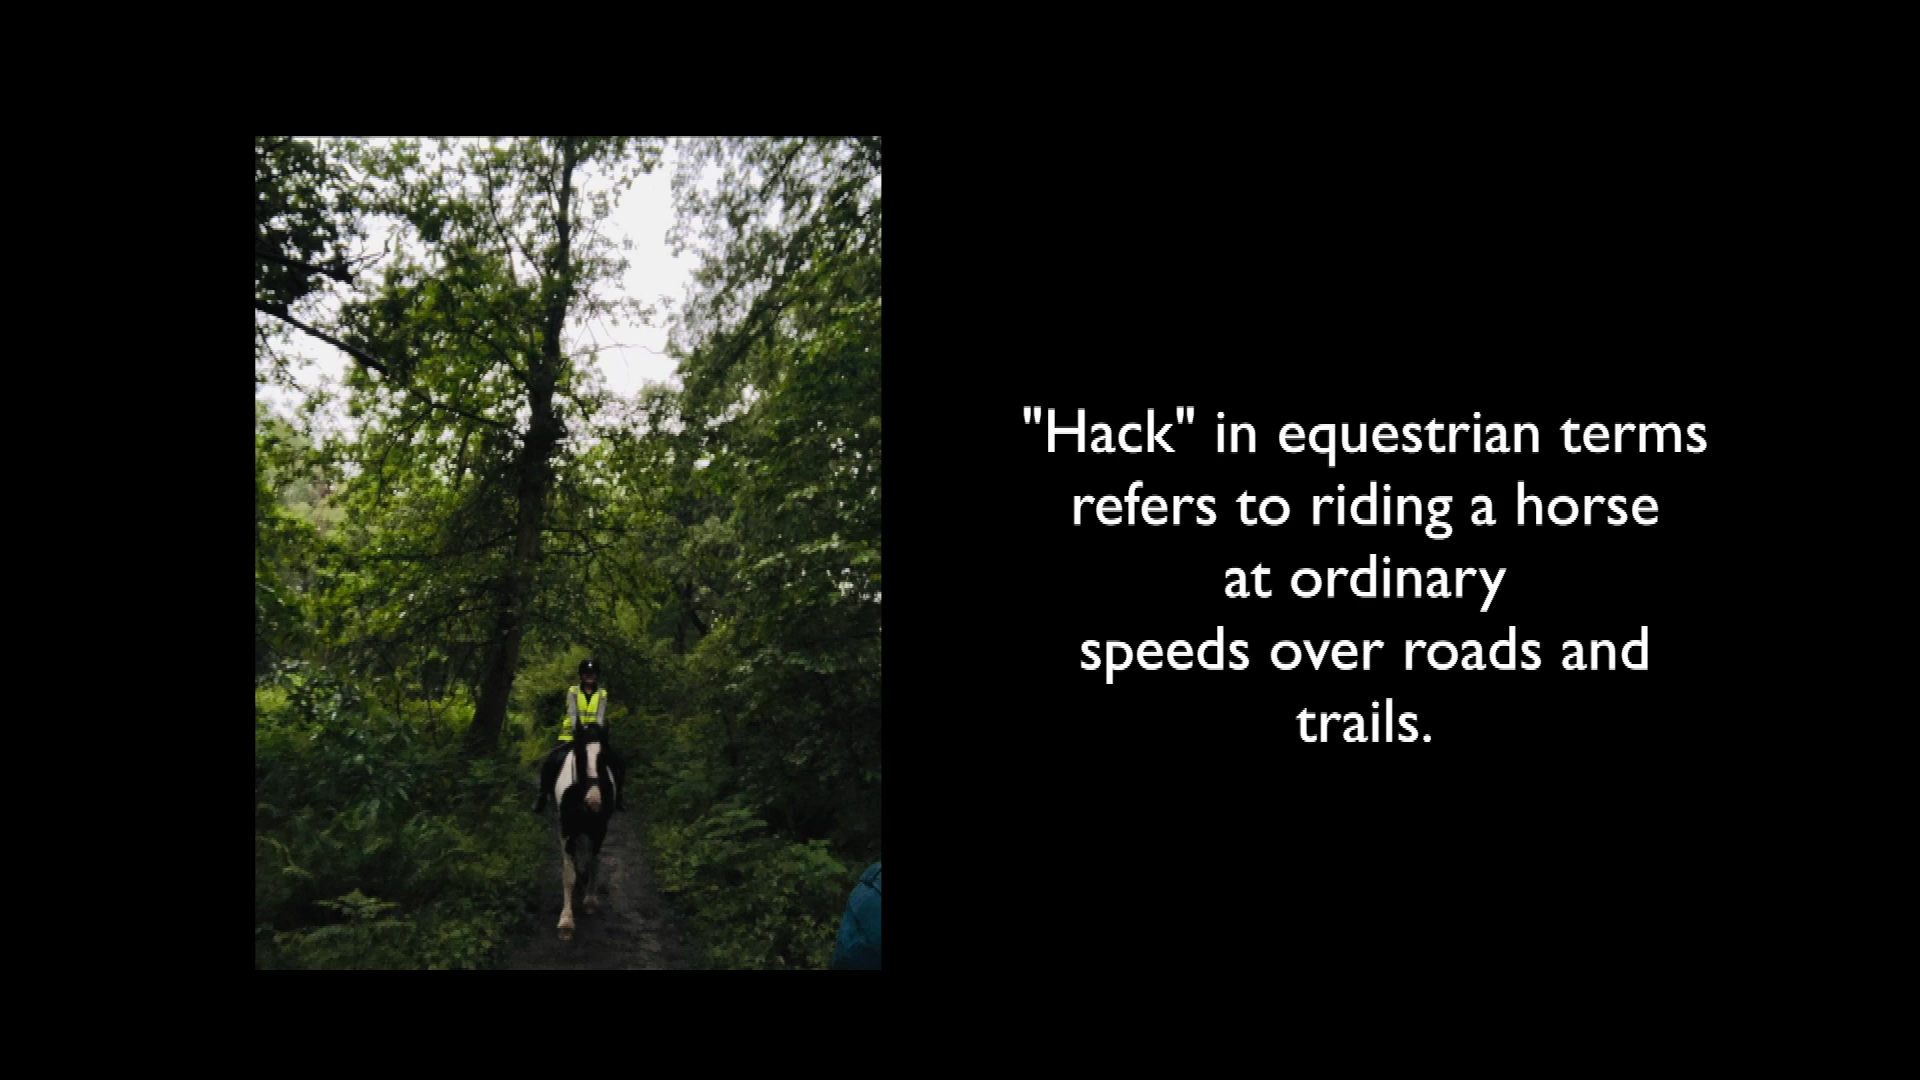 "Hack" in equestrian terms
refers to riding a horse
at ordinary
speeds over roads and
trails.